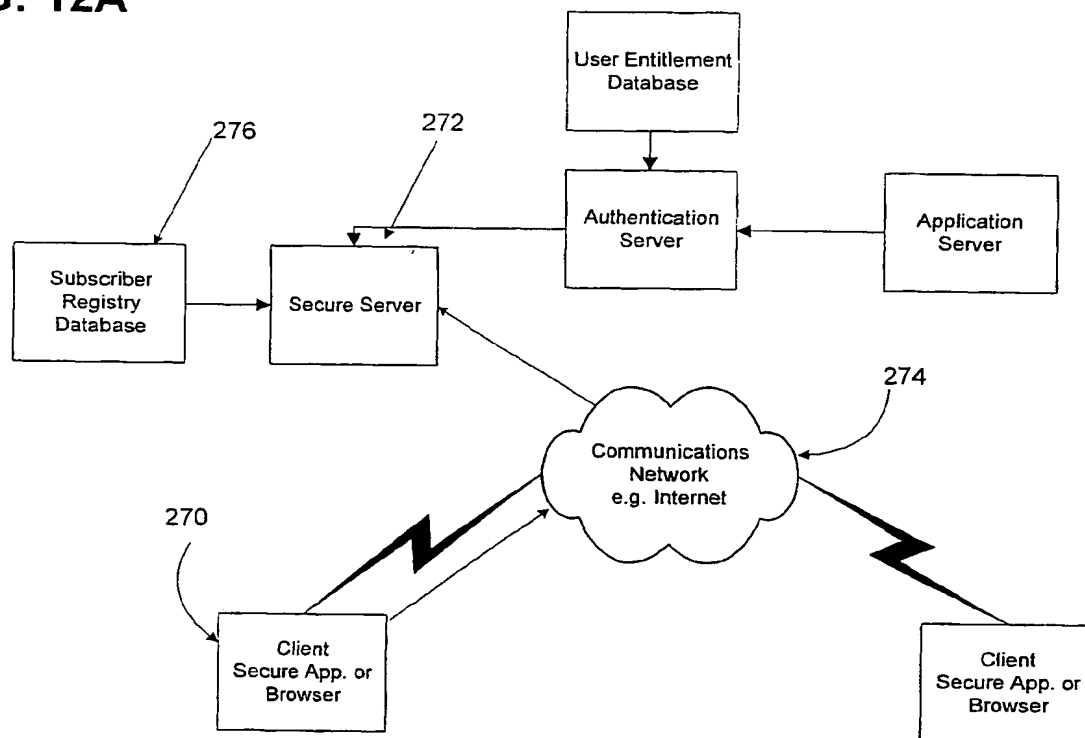 12A
User Entitlement
Database
276
272
Authentication
Server
Application
Server
Subscriber
Registry
Database
Secure Server
274
Communications
Network
e.g. Internet
270
Client
Secure App. or
Browser
Client
Secure App. or
Browser